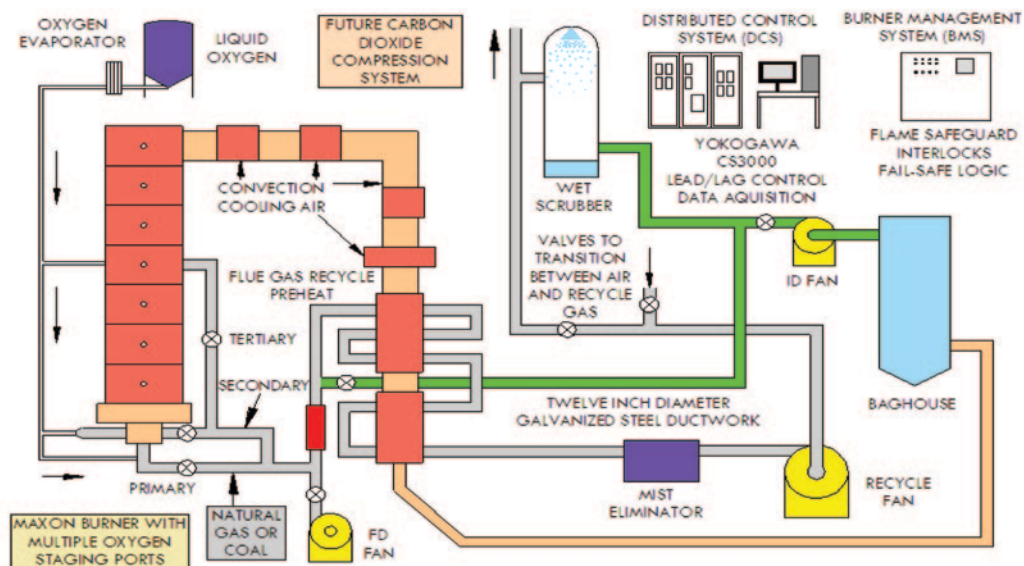 OXYGEN
EVAPORATOR
LIQUID
OXYGEN
FUTURE CARBON
DIOXIDE
COMPRESSION
SYSTEM
DISTRIBUTED CONTROL
SYSTEM (DCS)
BURNER MANAGEMENT
SYSTEM (BMS)
YOKOGAWA
CS3000
LEAD/LAG CONTROL
DATA AQUISITION
FLAME SAFEGUARD
INTERLOCKS
FAIL-SAFE LOGIC
CONVECTION
COOLING AIR
WET
SCRUBBER
VALVES TO
TRANSITION
BETWEEN AIR
AND RECYCLE
GAS
ID FAN
FLUE GAS RECYCLE
PREHEAT
TERTIARY
SECONDARY
TWELVE INCH DIAMETER
GALVANIZED STEEL DUCTWORK
BAGHOUSE
PRIMARY
NATURAL
GAS OR
COAL
FD
FAN
MIST
ELIMINATOR
RECYCLE
FAN
MAXON BURNER WITH
MULTIPLE OXYGEN
STAGING PORTS